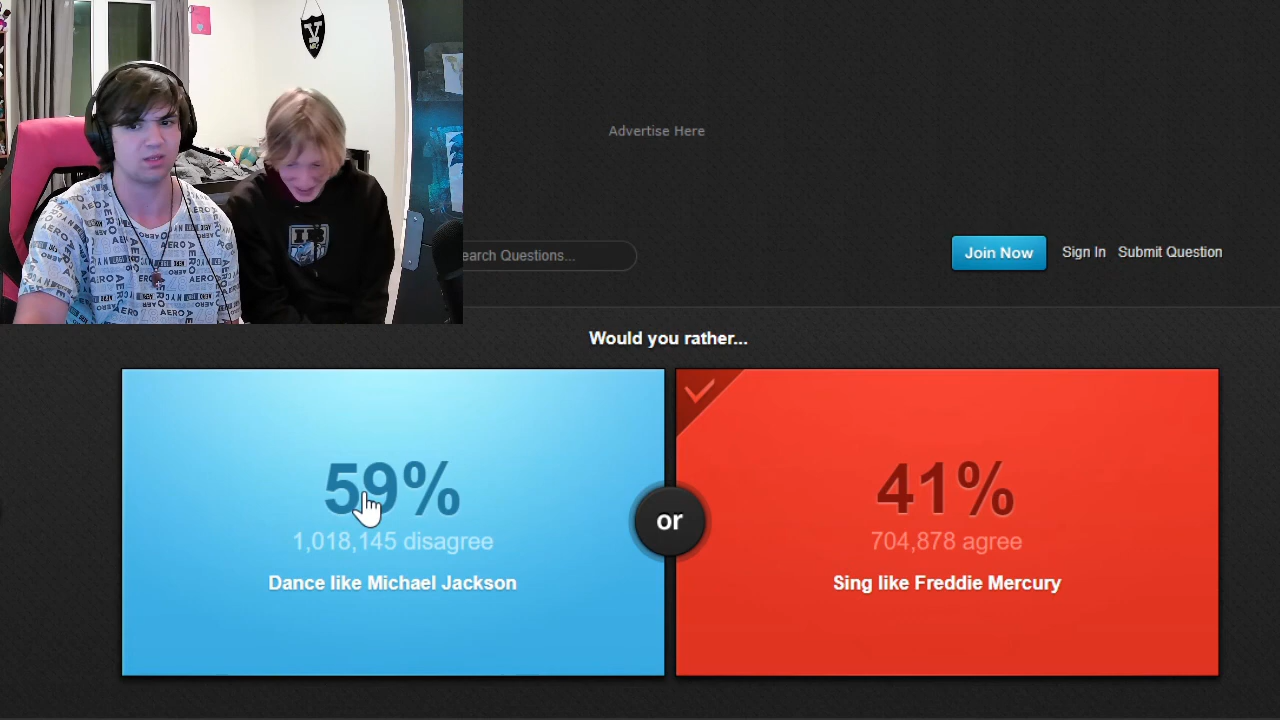 Advertise Here
earch Questions...
Join Now
Sign In
Submit Question
Would you rather...
59%
1,018,145 disagree
Dance like Michael Jackson
or
41%
704,878 agree
Sing like Freddie Mercury
AERO